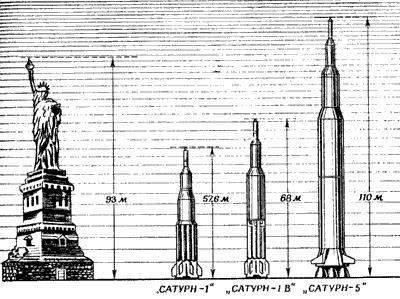 93 м
57,6 м
68 м
110 м
„САТУРН-1“
„САТУРН-1 В“
„САТУРН-5“